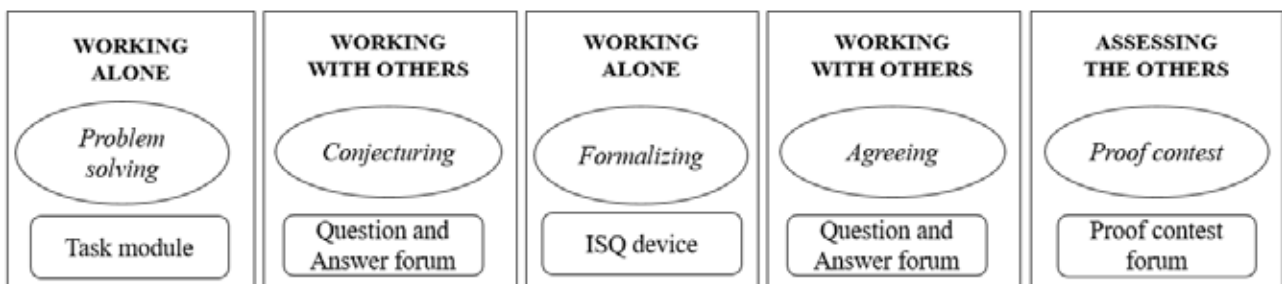 WORKING
ALONE
Problem
solving
Task module
WORKING
WITH OTHERS
Conjecturing
Question and
Answer forum
WORKING
ALONE
Formalizing
ISQ device
WORKING
WITH OTHERS
Agreeing
Question and
Answer forum
ASSESSING
THE OTHERS
Proof contest
Proof contest
forum